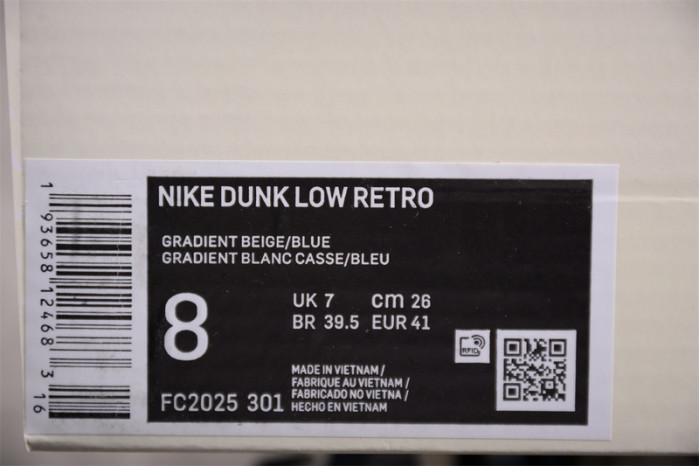 NIKE DUNK LOW RETRO
GRADIENT BEIGE/BLUE
GRADIENT BLANC CASSE/BLEU
8
UK 7 cm 26
BR 39.5 EUR 41
RFID
MADE IN VIETNAM /
FABRIQUE AU VIETNAM /
FABRICADO NO VIETNA /
HECHO EN VIETNAM
FC2025 301
1 93658 12468 3 16